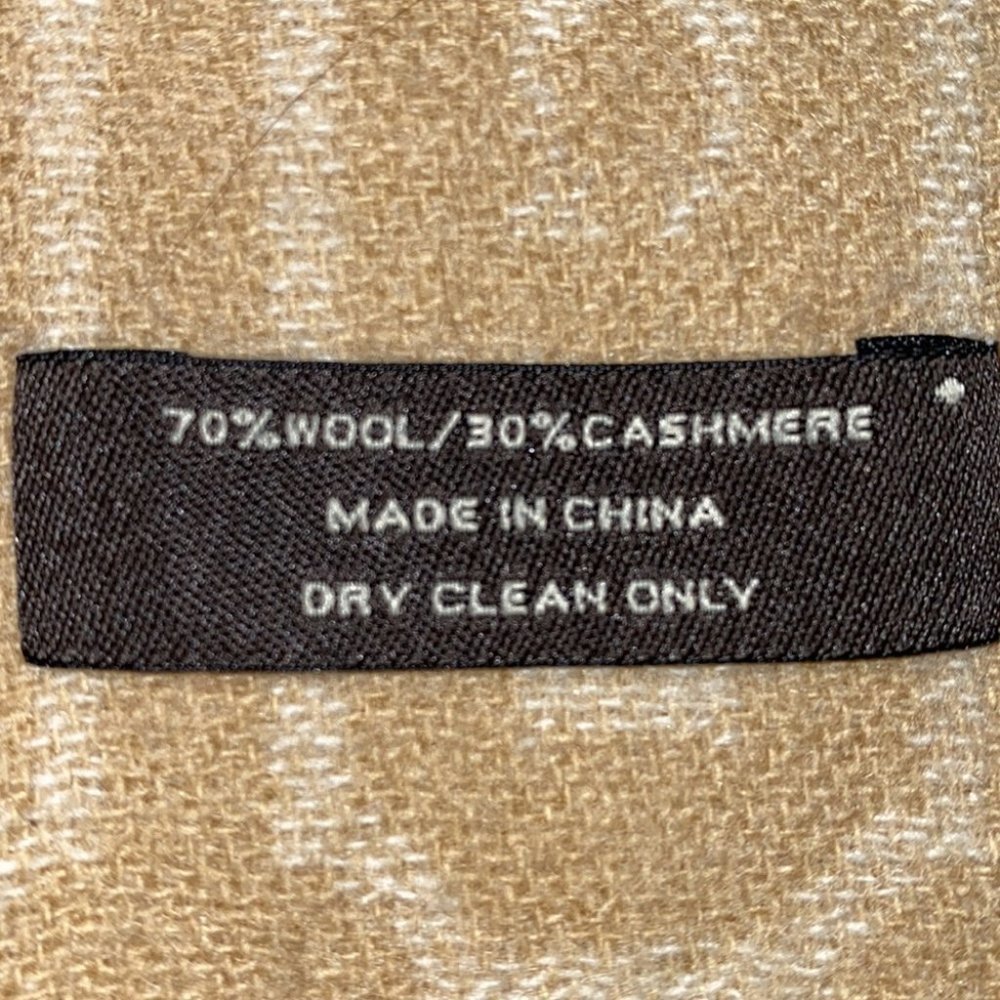 70%WOOL/30%CASHMERE
MADE IN CHINA
DRY CLEAN ONLY